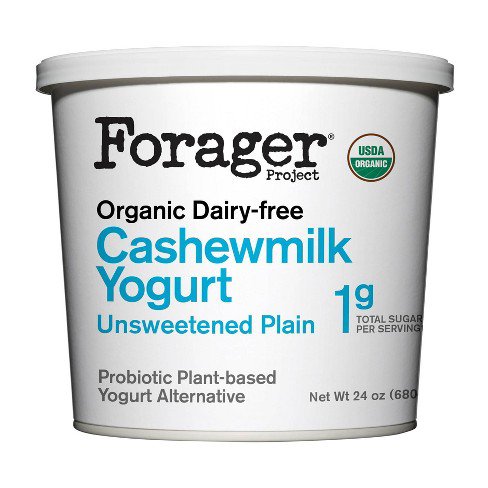 Forager®
Project
USDA
ORGANIC
Organic Dairy-free
Cashewmilk
Yogurt
Unsweetened Plain
1g
TOTAL SUGAR
PER SERVING
Probiotic Plant-based
Yogurt Alternative
Net Wt 24 oz (680